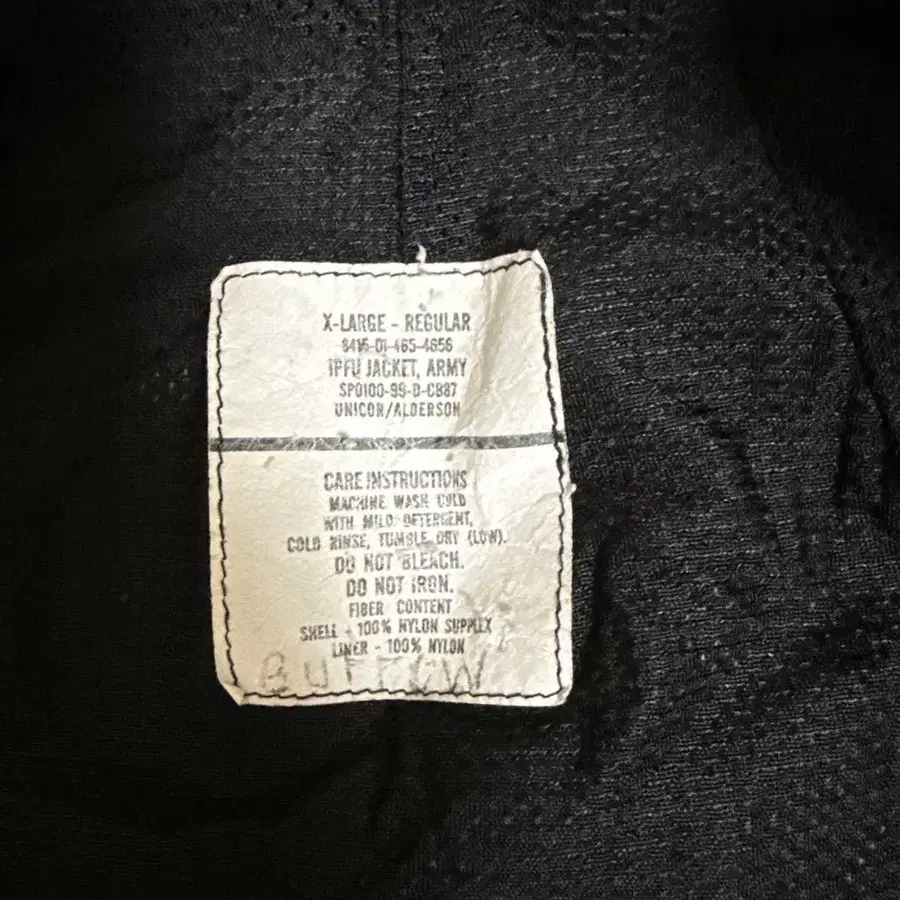 X-LARGE - REGULAR
8415-01-465-4656
IPFU JACKET, ARMY
SPO100-99-D-CB87
UNICOR/ALDERSON
CARE INSTRUCTIONS
MACHINE WASH COLD
WITH MILD DETERGENT,
COLD RINSE, TUMBLE DRY (LOW).
DO NOT BLEACH.
DO NOT IRON.
FIBER CONTENT
SHELL - 100% NYLON SUPPLEX
LINER - 100% NYLON